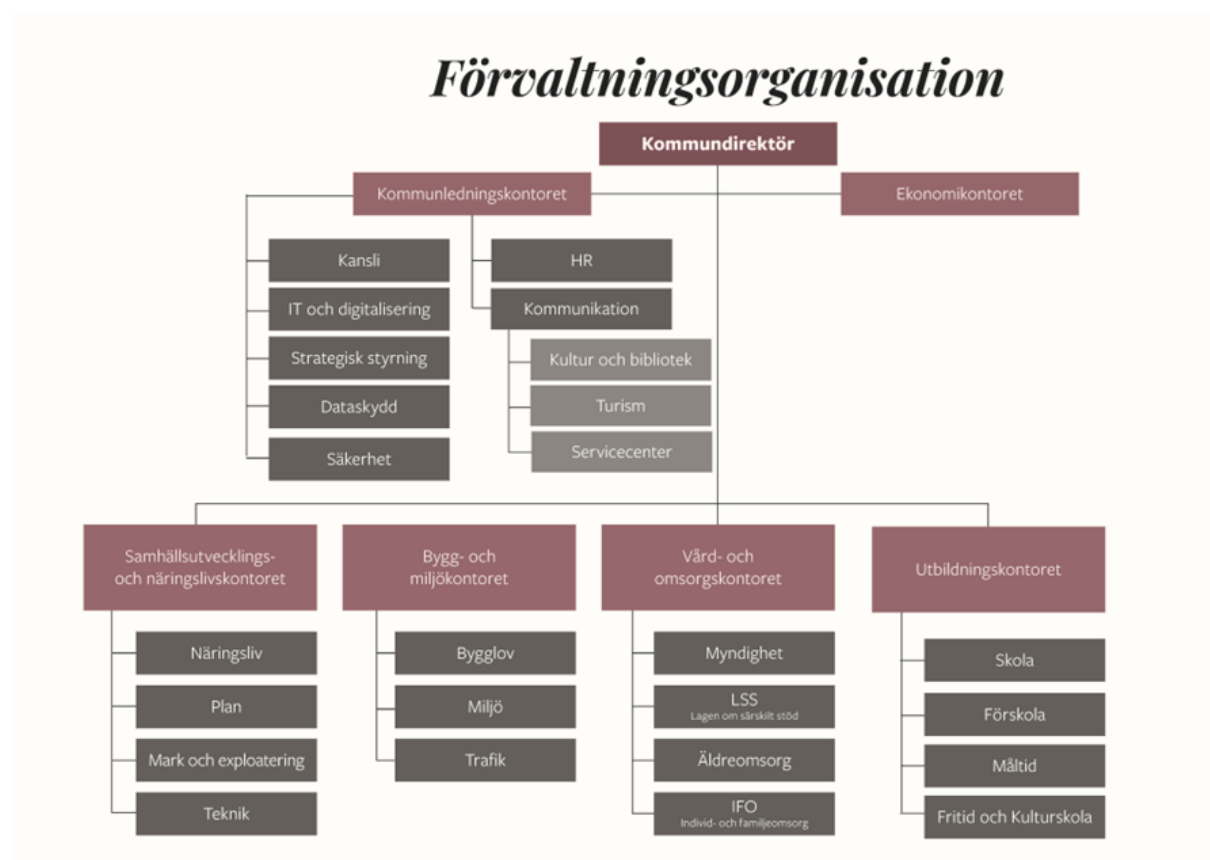 Förvaltningsorganisation
Kommundirektör
Kommunledningskontoret
Ekonomikontoret
Kansli
IT och digitalisering
Strategisk styrning
Dataskydd
Säkerhet
HR
Kommunikation
Kultur och bibliotek
Turism
Servicecenter
Samhällsutvecklings-
och näringslivskontoret
Näringsliv
Plan
Mark och exploatering
Teknik
Bygg- och
miljökontoret
Bygglov
Miljö
Trafik
Vård- och
omsorgskontoret
Myndighet
LSS
Lagen om särskilt stöd
Äldreomsorg
IFO
Individ- och familjeomsorg
Utbildningskontoret
Skola
Förskola
Måltid
Fritid och Kulturskola